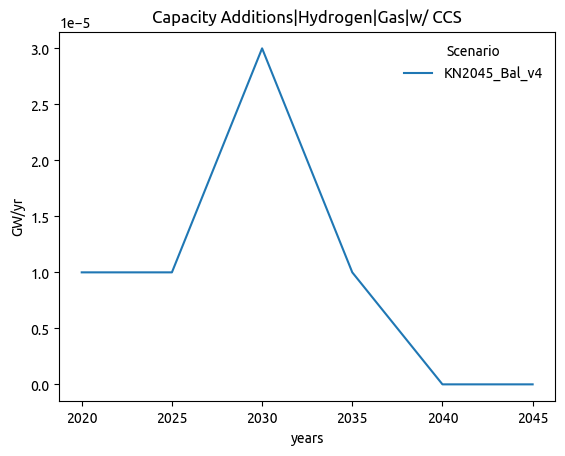 Capacity Additions|Hydrogen|Gas|w/ CCS
1e−5
Scenario
KN2045_Bal_v4
3.0
2.5
2.0
1.5
1.0
0.5
0.0
GW/yr
2020 2025 2030 2035 2040 2045
years